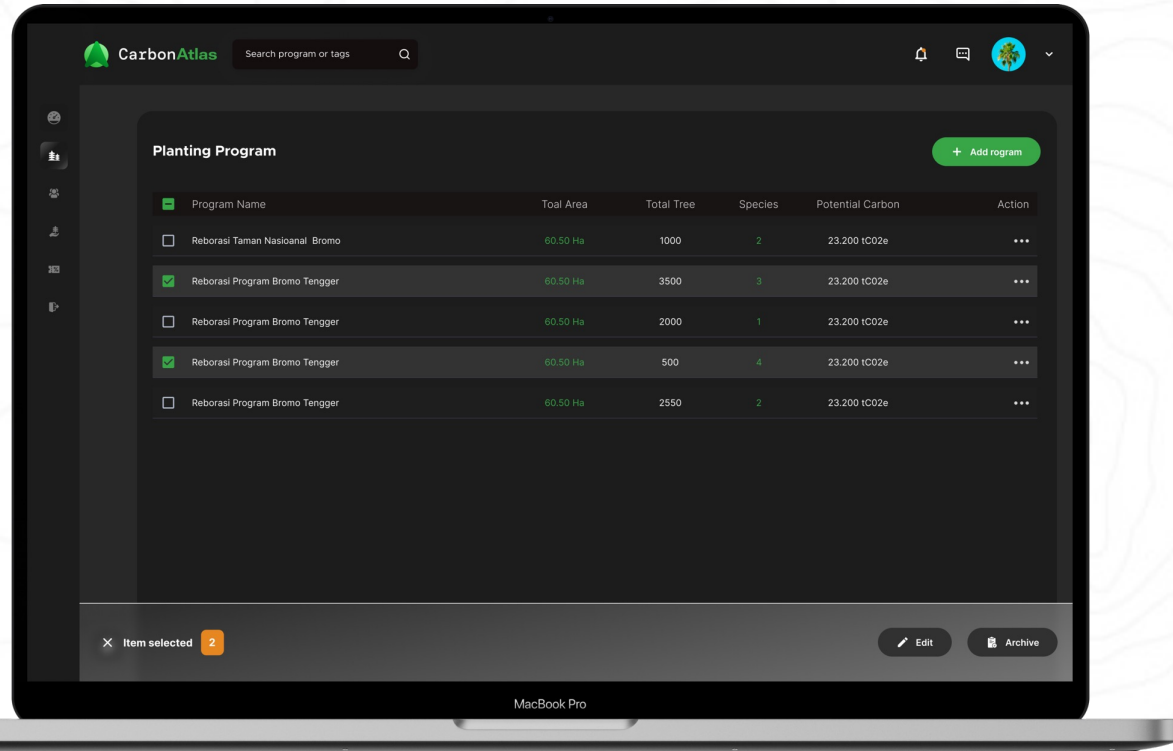 CarbonAtlas
Search program or tags
Planting Program
+ Add rogram
Program Name Toal Area Total Tree Species Potential Carbon Action
Reborasi Taman Nasioanal Bromo 60.50 Ha 1000 2 23.200 tC02e
Reborasi Program Bromo Tengger 60.50 Ha 3500 3 23.200 tC02e
Reborasi Program Bromo Tengger 60.50 Ha 2000 1 23.200 tC02e
Reborasi Program Bromo Tengger 60.50 Ha 500 4 23.200 tC02e
Reborasi Program Bromo Tengger 60.50 Ha 2550 2 23.200 tC02e
Item selected 2 Edit Archive
MacBook Pro